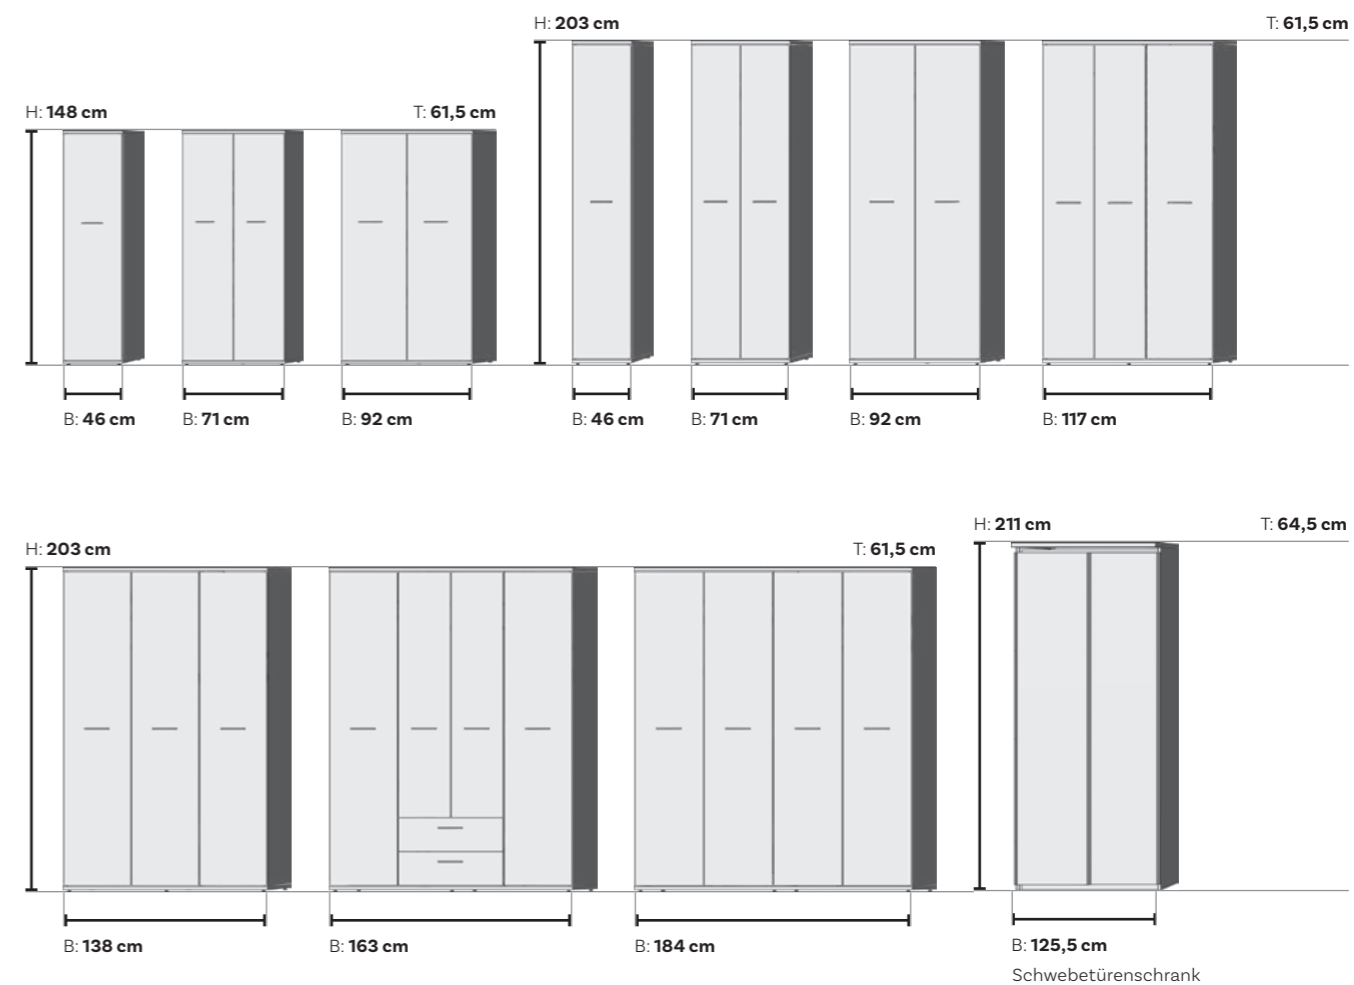 H: 148 cm
T: 61,5 cm
B: 46 cm
B: 71 cm
B: 92 cm
H: 203 cm
T: 61,5 cm
B: 46 cm
B: 71 cm
B: 92 cm
B: 117 cm
H: 203 cm
T: 61,5 cm
B: 138 cm
B: 163 cm
B: 184 cm
H: 211 cm
T: 64,5 cm
B: 125,5 cm
Schwebetürenschrank